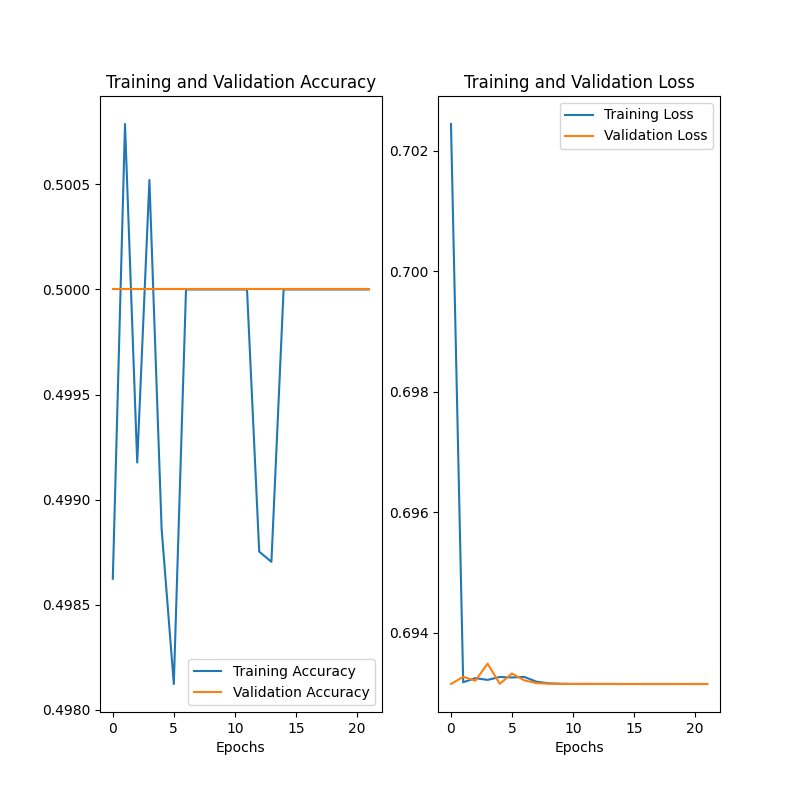 Training and Validation Accuracy
0.5005
0.5000
0.4995
0.4990
0.4985
0.4980
0
5
10
15
20
Epochs
Training Accuracy
Validation Accuracy
Training and Validation Loss
0.702
0.700
0.698
0.696
0.694
0
5
10
15
20
Epochs
Training Loss
Validation Loss